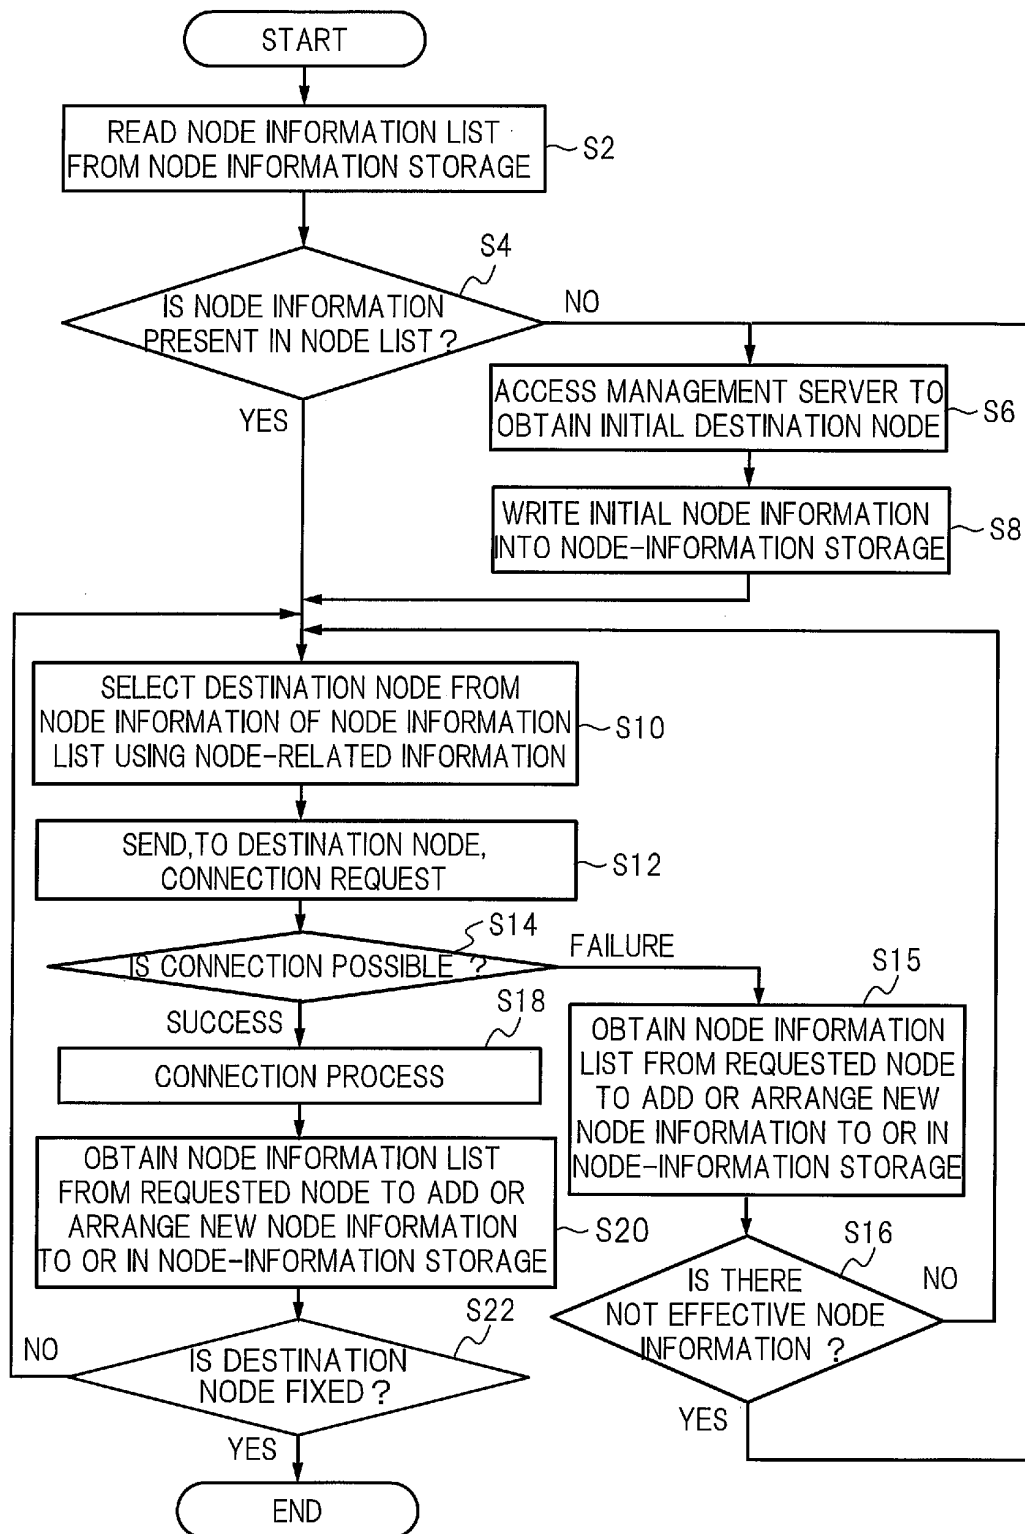 START
READ NODE INFORMATION LIST
FROM NODE INFORMATION STORAGE
S2
S4
IS NODE INFORMATION
PRESENT IN NODE LIST ?
NO
YES
ACCESS MANAGEMENT SERVER TO
OBTAIN INITIAL DESTINATION NODE
S6
WRITE INITIAL NODE INFORMATION
INTO NODE-INFORMATION STORAGE
S8
SELECT DESTINATION NODE FROM
NODE INFORMATION OF NODE INFORMATION
LIST USING NODE-RELATED INFORMATION
S10
SEND,TO DESTINATION NODE,
CONNECTION REQUEST
S12
S14
IS CONNECTION POSSIBLE ?
FAILURE
SUCCESS
S15
OBTAIN NODE INFORMATION
LIST FROM REQUESTED NODE
TO ADD OR ARRANGE NEW
NODE INFORMATION TO OR IN
NODE-INFORMATION STORAGE
S18
CONNECTION PROCESS
OBTAIN NODE INFORMATION LIST
FROM REQUESTED NODE TO ADD OR
ARRANGE NEW NODE INFORMATION
TO OR IN NODE-INFORMATION STORAGE
S20
S16
IS THERE
NOT EFFECTIVE NODE
INFORMATION ?
NO
YES
S22
IS DESTINATION
NODE FIXED ?
NO
YES
END